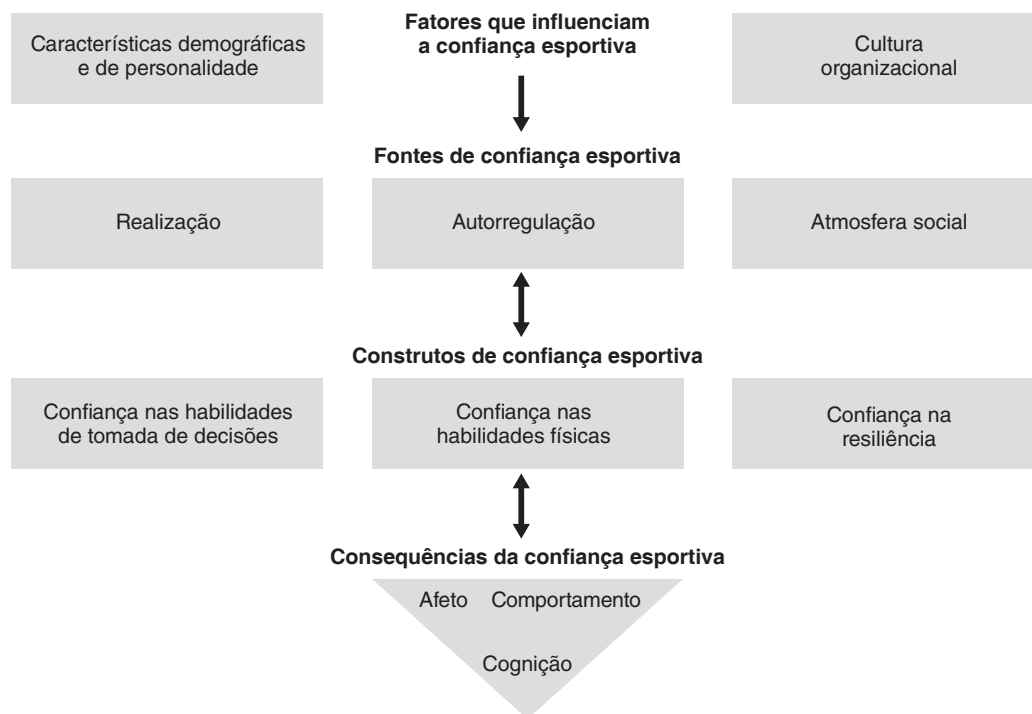 Fatores que influenciam
a confiança esportiva
Características demográficas
e de personalidade
Cultura
organizacional
Fontes de confiança esportiva
Realização
Autorregulação
Atmosfera social
Construtos de confiança esportiva
Confiança nas habilidades
de tomada de decisões
Confiança nas
habilidades físicas
Confiança na
resiliência
Consequências da confiança esportiva
Afeto Comportamento
Cognição